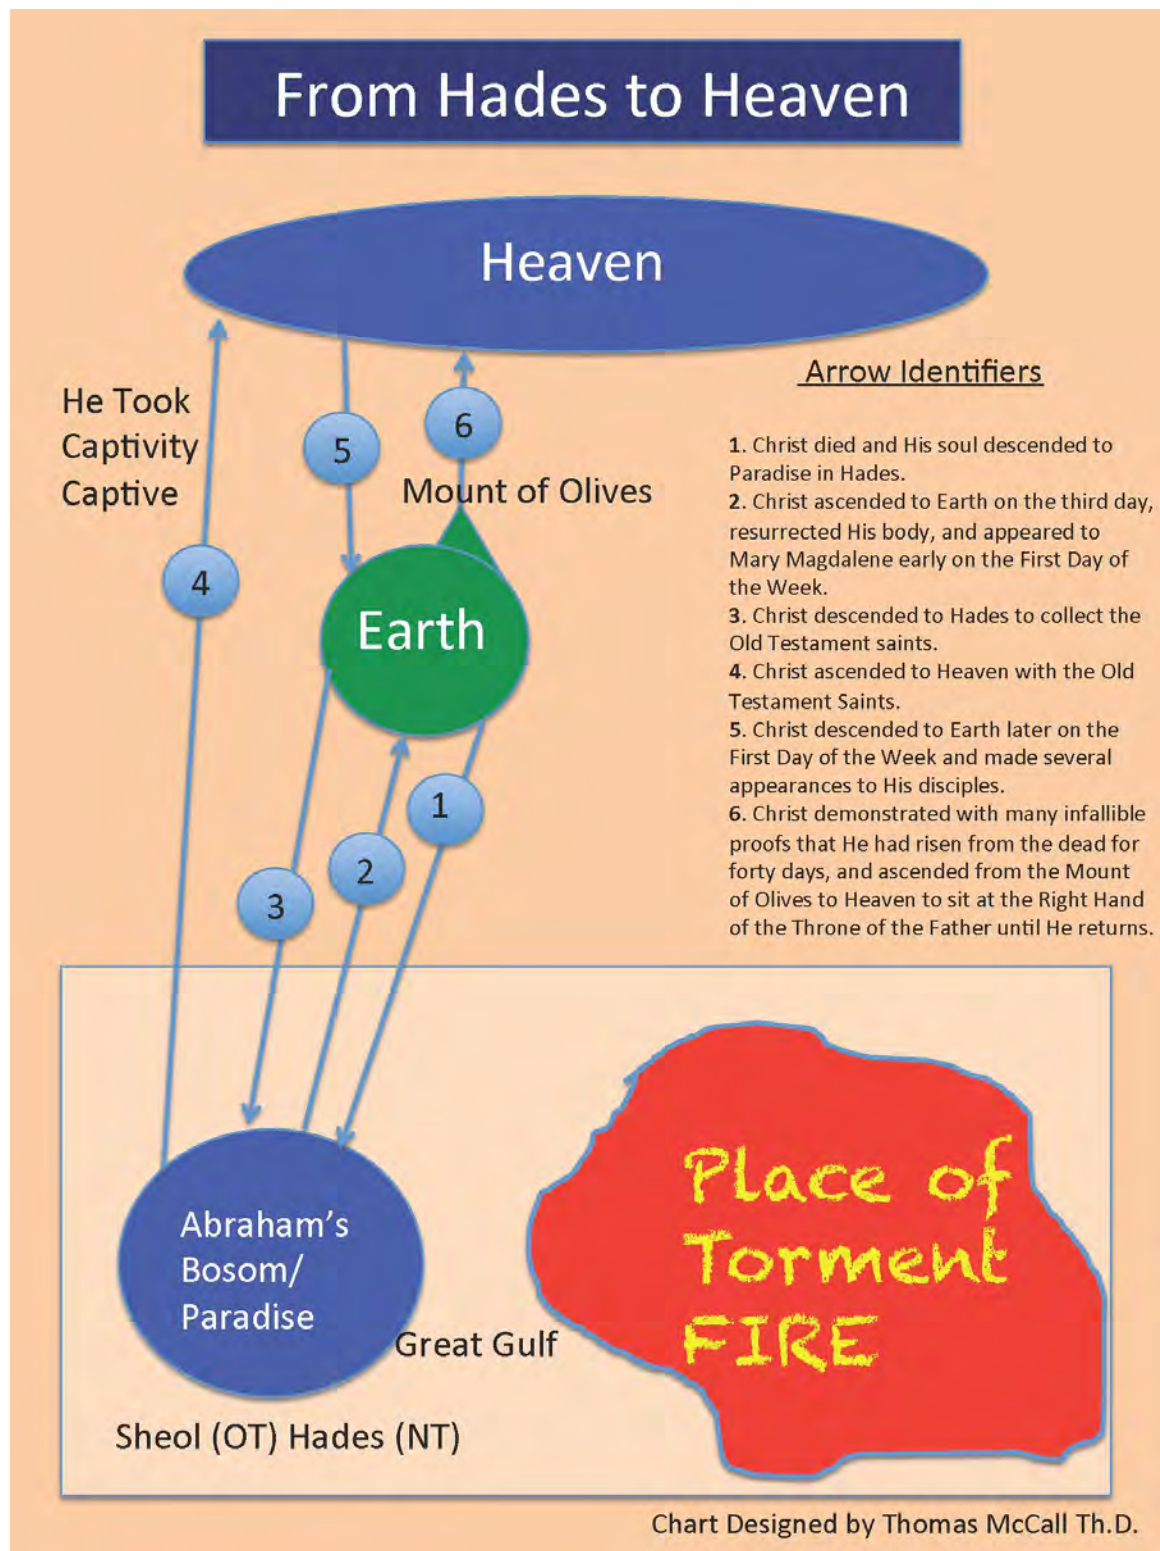 From Hades to Heaven
Heaven
He Took
Captivity
Captive
5
6
Mount of Olives
4
Earth
1
2
3
Arrow Identifiers
1. Christ died and His soul descended to
Paradise in Hades.
2. Christ ascended to Earth on the third day,
resurrected His body, and appeared to
Mary Magdalene early on the First Day of
the Week.
3. Christ descended to Hades to collect the
Old Testament saints.
4. Christ ascended to Heaven with the Old
Testament Saints.
5. Christ descended to Earth later on the
First Day of the Week and made several
appearances to His disciples.
6. Christ demonstrated with many infallible
proofs that He had risen from the dead for
forty days, and ascended from the Mount
of Olives to Heaven to sit at the Right Hand
of the Throne of the Father until He returns.
Abraham's
Bosom/
Paradise
Great Gulf
Place of
Torment
FIRE
Sheol (OT) Hades (NT)
Chart Designed by Thomas McCall Th.D.